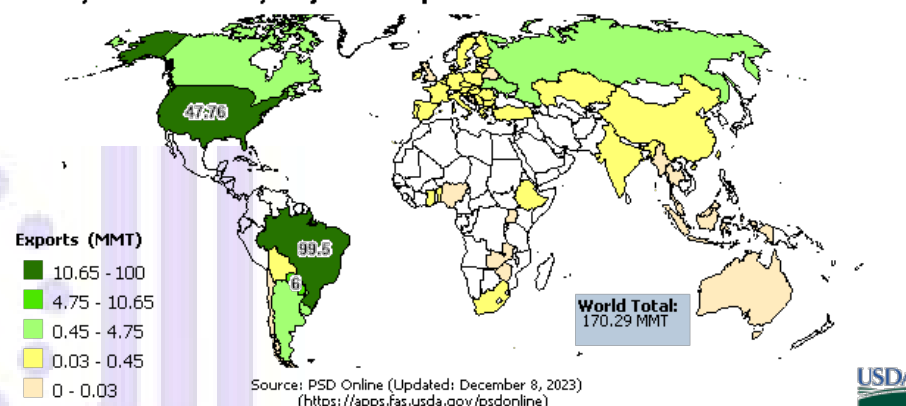 47.76
99.5
6
Exports (MMT)
10.65 - 100
4.75 - 10.65
0.45 - 4.75
0.03 - 0.45
0 - 0.03
World Total:
170.29 MMT
Source: PSD Online (Updated: December 8, 2023)
(https://apps.fas.usda.gov/psdonline)
USDA